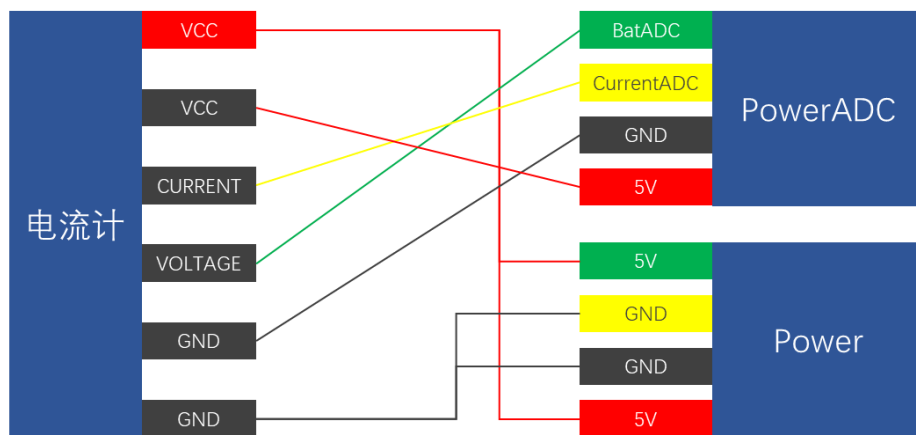 电流计
VCC
VCC
CURRENT
VOLTAGE
GND
GND
BatADC
CurrentADC
GND
5V
PowerADC
5V
GND
GND
5V
Power